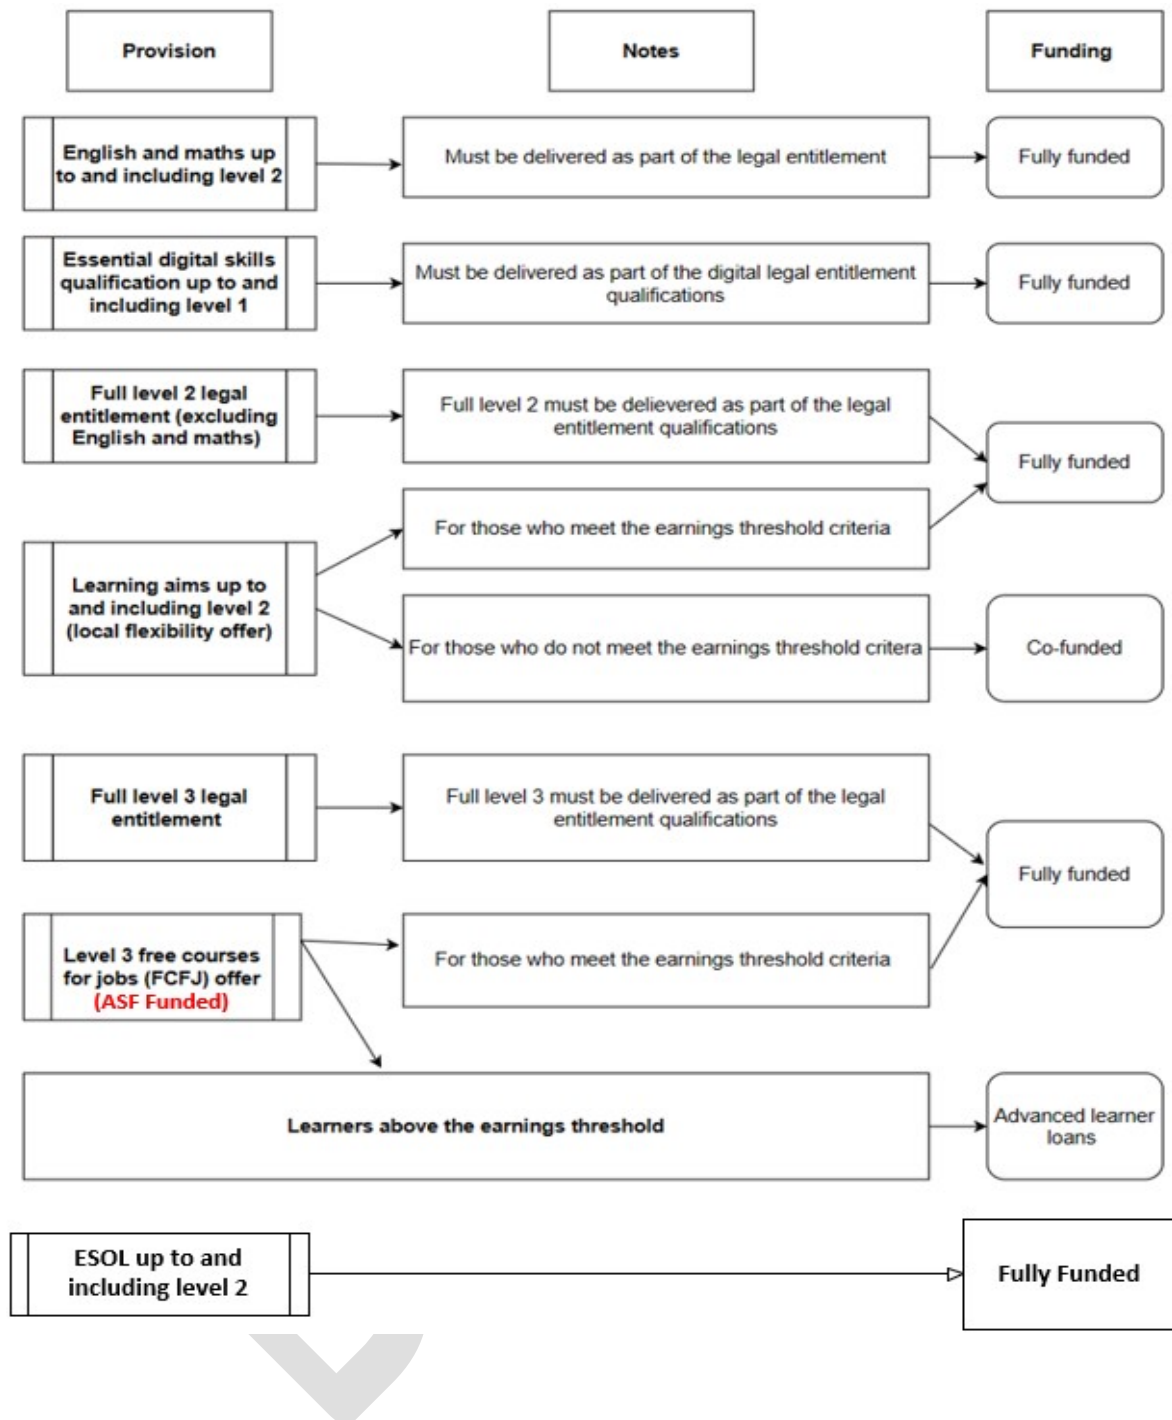 Provision
Notes
Funding
English and maths up
to and including level 2
Must be delivered as part of the legal entitlement
Fully funded
Essential digital skills
qualification up to and
including level 1
Must be delivered as part of the digital legal entitlement
qualifications
Fully funded
Full level 2 legal
entitlement (excluding
English and maths)
Full level 2 must be delievered as part of the legal
entitlement qualifications
Fully funded
For those who meet the earnings threshold criteria
Learning aims up to
and including level 2
(local flexibility offer)
For those who do not meet the earnings threshold critera
Co-funded
Full level 3 legal
entitlement
Full level 3 must be delivered as part of the legal
entitlement qualifications
Fully funded
Level 3 free courses
for jobs (FCFJ) offer
(ASF Funded)
For those who meet the earnings threshold criteria
Learners above the earnings threshold
Advanced learner
loans
ESOL up to and
including level 2
Fully Funded